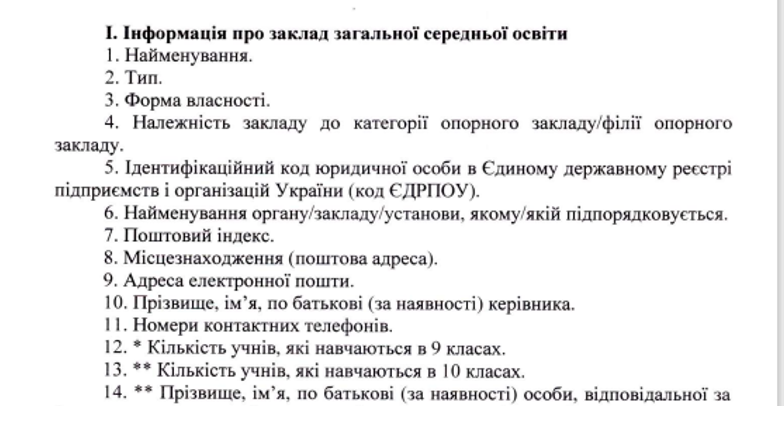 І. Інформація про заклад загальної середньої освіти
1. Найменування.
2. Тип.
3. Форма власності.
4. Належність закладу до категорії опорного закладу/філії опорного
закладу.
5. Ідентифікаційний код юридичної особи в Єдиному державному реєстрі
підприємств і організацій України (код ЄДРПОУ).
6. Найменування органу/закладу/установи, якому/якій підпорядковується.
7. Поштовий індекс.
8. Місцезнаходження (поштова адреса).
9. Адреса електронної пошти.
10. Прізвище, ім’я, по батькові (за наявності) керівника.
11. Номери контактних телефонів.
12. * Кількість учнів, які навчаються в 9 класах.
13. ** Кількість учнів, які навчаються в 10 класах.
14. ** Прізвище, ім’я, по батькові (за наявності) особи, відповідальної за